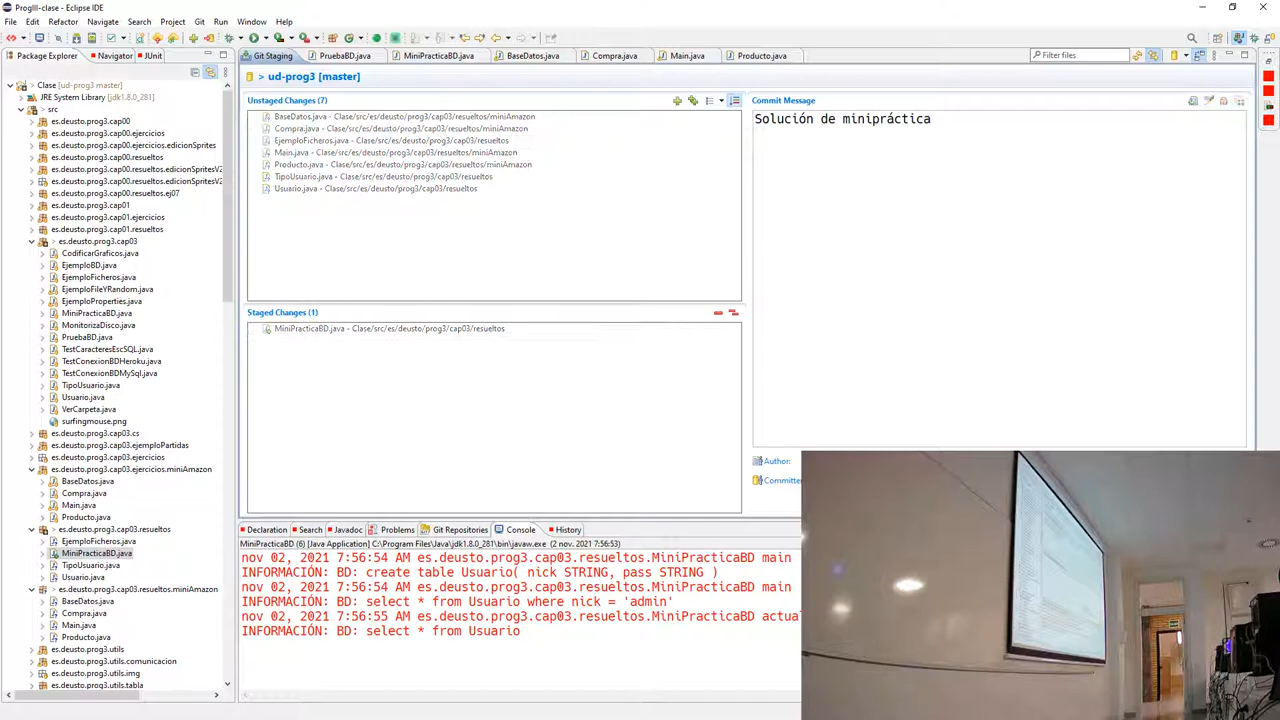 ProgIII-clase - Eclipse IDE
File Edit Refactor Navigate Search Project Git Run Window Help
Package Explorer Navigator JUnit
Git Staging PruebaBD.java MiniPracticaBD.java BaseDatos.java Compra.java Main.java Producto.java Filter files
> ud-prog3 [master]
Clase [ud-prog3 master]
JRE System Library [jdk1.8.0_281]
> src
es.deusto.prog3.cap00
es.deusto.prog3.cap00.ejercicios
es.deusto.prog3.cap00.ejercicios.edicionSprites
es.deusto.prog3.cap00.resueltos
es.deusto.prog3.cap00.resueltos.edicionSpritesV2
es.deusto.prog3.cap00.resueltos.edicionSpritesV2
es.deusto.prog3.cap00.resueltos.ej07
es.deusto.prog3.cap01
es.deusto.prog3.cap01.ejercicios
es.deusto.prog3.cap01.resueltos
> es.deusto.prog3.cap03
CodificarGraficos.java
EjemploBD.java
EjemploFicheros.java
EjemploFileYRandom.java
EjemploProperties.java
MiniPracticaBD.java
MonitorizaDisco.java
PruebaBD.java
TestCaracteresEscSQL.java
TestConexionBDHeroku.java
TestConexionBDMySql.java
TipoUsuario.java
Usuario.java
VerCarpeta.java
surfingmouse.png
es.deusto.prog3.cap03.cs
es.deusto.prog3.cap03.ejemploPartidas
es.deusto.prog3.cap03.ejercicios
es.deusto.prog3.cap03.ejercicios.miniAmazon
BaseDatos.java
Compra.java
Main.java
Producto.java
> es.deusto.prog3.cap03.resueltos
EjemploFicheros.java
MiniPracticaBD.java
TipoUsuario.java
Usuario.java
> es.deusto.prog3.cap03.resueltos.miniAmazon
BaseDatos.java
Compra.java
Main.java
Producto.java
es.deusto.prog3.utils
es.deusto.prog3.utils.comunicacion
es.deusto.prog3.utils.img
es.deusto.prog3.utils.tabla
Unstaged Changes (7)
BaseDatos.java - Clase/src/es/deusto/prog3/cap03/resueltos/miniAmazon
Compra.java - Clase/src/es/deusto/prog3/cap03/resueltos/miniAmazon
EjemploFicheros.java - Clase/src/es/deusto/prog3/cap03/resueltos
Main.java - Clase/src/es/deusto/prog3/cap03/resueltos/miniAmazon
Producto.java - Clase/src/es/deusto/prog3/cap03/resueltos/miniAmazon
TipoUsuario.java - Clase/src/es/deusto/prog3/cap03/resueltos
Usuario.java - Clase/src/es/deusto/prog3/cap03/resueltos
Staged Changes (1)
MiniPracticaBD.java - Clase/src/es/deusto/prog3/cap03/resueltos
Commit Message
Solución de minipráctica
Author:
Committe
Declaration Search Javadoc Problems Git Repositories Console History
MiniPracticaBD (6) [Java Application] C:\Program Files\Java\jdk1.8.0_281\bin\javaw.exe (2 nov. 2021 7:56:53)
nov 02, 2021 7:56:54 AM es.deusto.prog3.cap03.resueltos.MiniPracticaBD main
INFORMACIÓN: BD: create table Usuario( nick STRING, pass STRING )
nov 02, 2021 7:56:54 AM es.deusto.prog3.cap03.resueltos.MiniPracticaBD main
INFORMACIÓN: BD: select * from Usuario where nick = 'admin'
nov 02, 2021 7:56:55 AM es.deusto.prog3.cap03.resueltos.MiniPracticaBD actua
INFORMACIÓN: BD: select * from Usuario